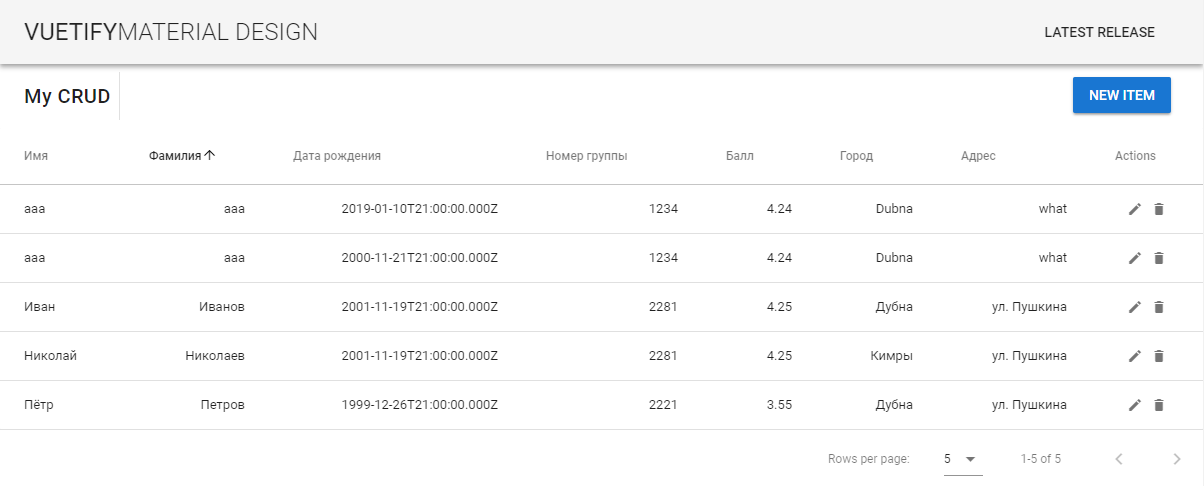 VUETIFYMATERIAL DESIGN LATEST RELEASE
My CRUD NEW ITEM
Имя Фамилия Дата рождения Номер группы Балл Город Адрес Actions
aaa aaa 2019-01-10T21:00:00.000Z 1234 4.24 Dubna what
aaa aaa 2000-11-21T21:00:00.000Z 1234 4.24 Dubna what
Иван Иванов 2001-11-19T21:00:00.000Z 2281 4.25 Дубна ул. Пушкина
Николай Николаев 2001-11-19T21:00:00.000Z 2281 4.25 Кимры ул. Пушкина
Пётр Петров 1999-12-26T21:00:00.000Z 2221 3.55 Дубна ул. Пушкина
Rows per page: 5 1-5 of 5